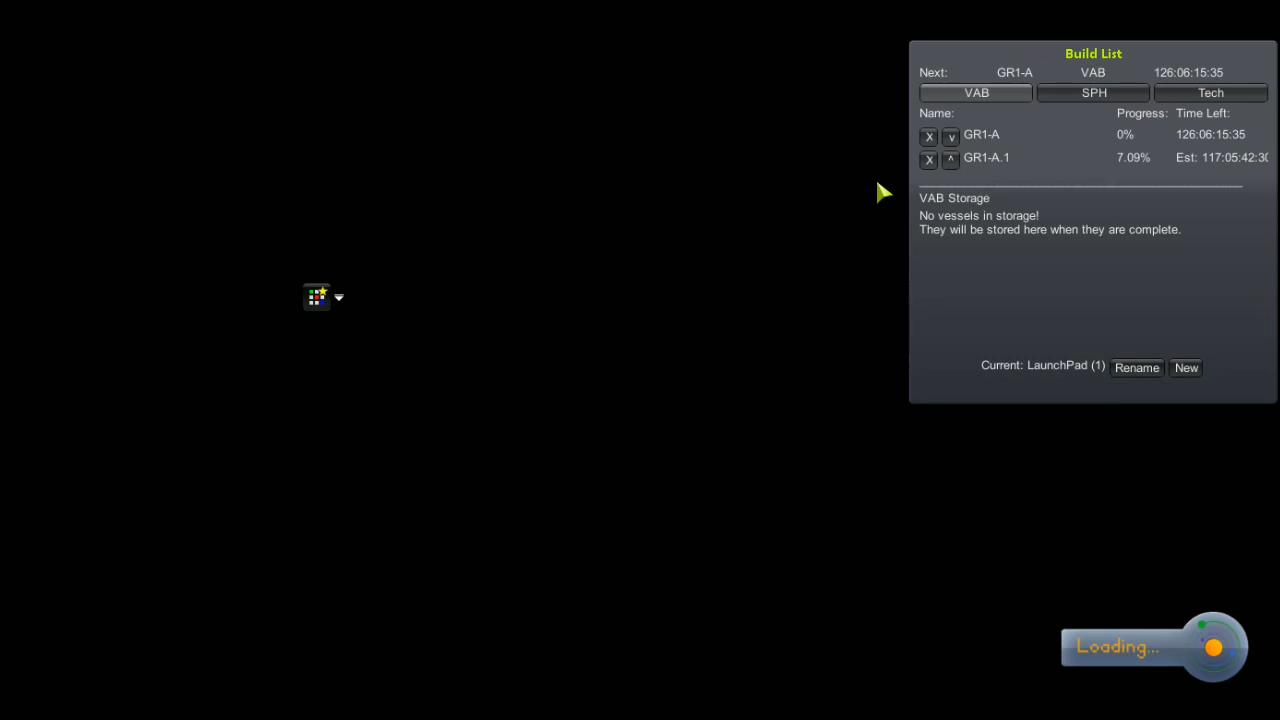 Build List
Next: GR1-A VAB 126:06:15:35
VAB SPH Tech
Name: Progress: Time Left:
X v GR1-A 0% 126:06:15:35
X ^ GR1-A.1 7.09% Est: 117:05:42:30
VAB Storage
No vessels in storage!
They will be stored here when they are complete.
Current: LaunchPad (1) Rename New
Loading...